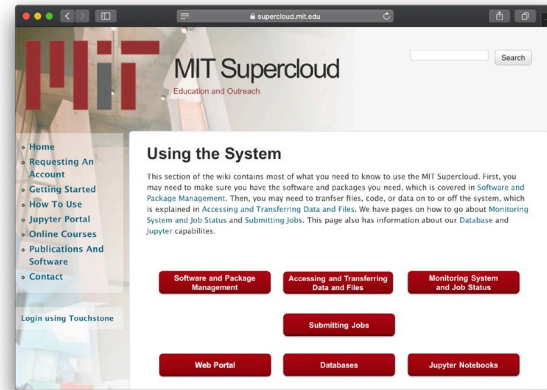 supercloud.mit.edu
MIT
MIT Supercloud
Education and Outreach
Search
Home
Requesting An
Account
Getting Started
How To Use
Jupyter Portal
Online Courses
Publications And
Software
Contact
Login using Touchstone
Using the System
This section of the wiki contains most of what you need to know to use the MIT Supercloud. First, you
may need to make sure you have the software and packages you need, which is covered in Software and
Package Management. Then, you may need to tranfser files, code, or data on to or off the system, which
is explained in Accessing and Transferring Data and Files. We have pages on how to go about Monitoring
System and Job Status and Submitting Jobs. This page also has information about our Database and
Jupyter capabilites.
Software and Package
Management
Accessing and Transferring
Data and Files
Monitoring System
and Job Status
Submitting Jobs
Web Portal
Databases
Jupyter Notebooks